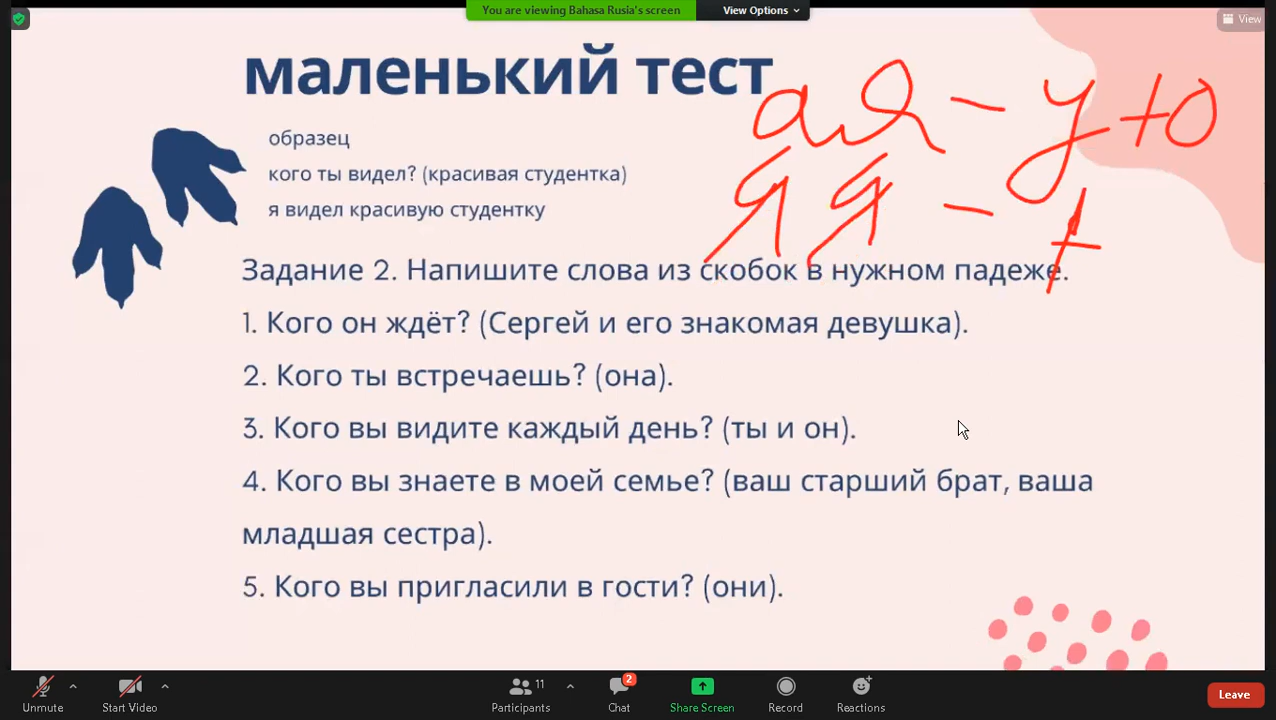 You are viewing Bahasa Rusia's screen
View Options
View
маленький тест
образец
кого ты видел? (красивая студентка)
я видел красивую студентку
Задание 2. Напишите слова из скобок в нужном падеже.
1. Кого он ждёт? (Сергей и его знакомая девушка).
2. Кого ты встречаешь? (она).
3. Кого вы видите каждый день? (ты и он).
4. Кого вы знаете в моей семье? (ваш старший брат, ваша
младшая сестра).
5. Кого вы пригласили в гости? (они).
Unmute
Start Video
11
Participants
2
Chat
Share Screen
Record
Reactions
Leave